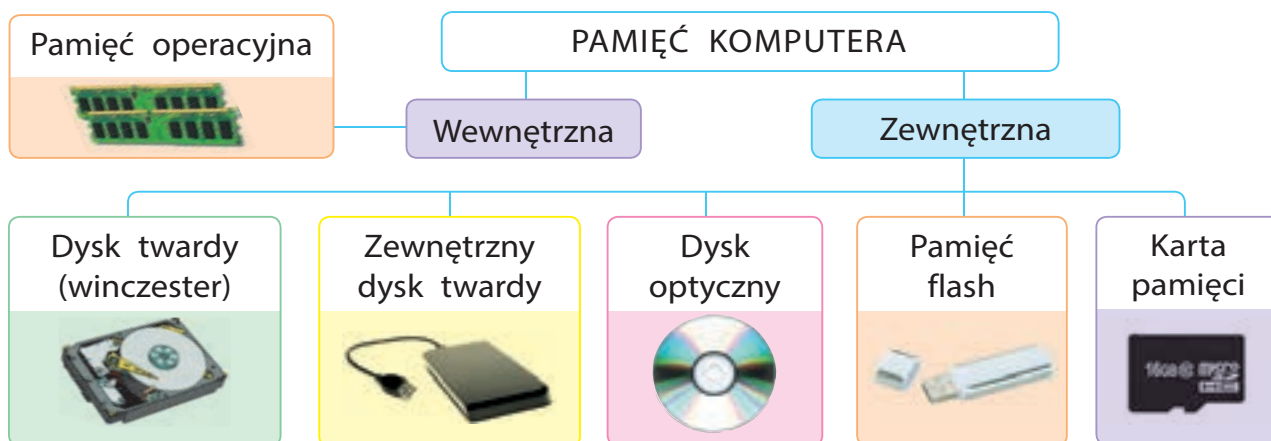 Pamięć operacyjna
PAMIĘĆ KOMPUTERA
Wewnętrzna
Zewnętrzna
Dysk twardy
(winczester)
Zewnętrzny
dysk twardy
Dysk
optyczny
Pamięć
flash
Karta
pamięci
16GB micro